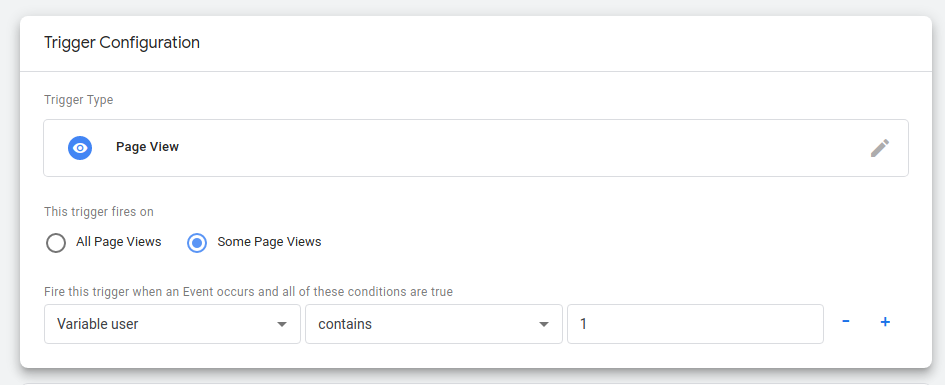 Trigger Configuration
Trigger Type
Page View
This trigger fires on
All Page Views Some Page Views
Fire this trigger when an Event occurs and all of these conditions are true
Variable user contains 1 - +